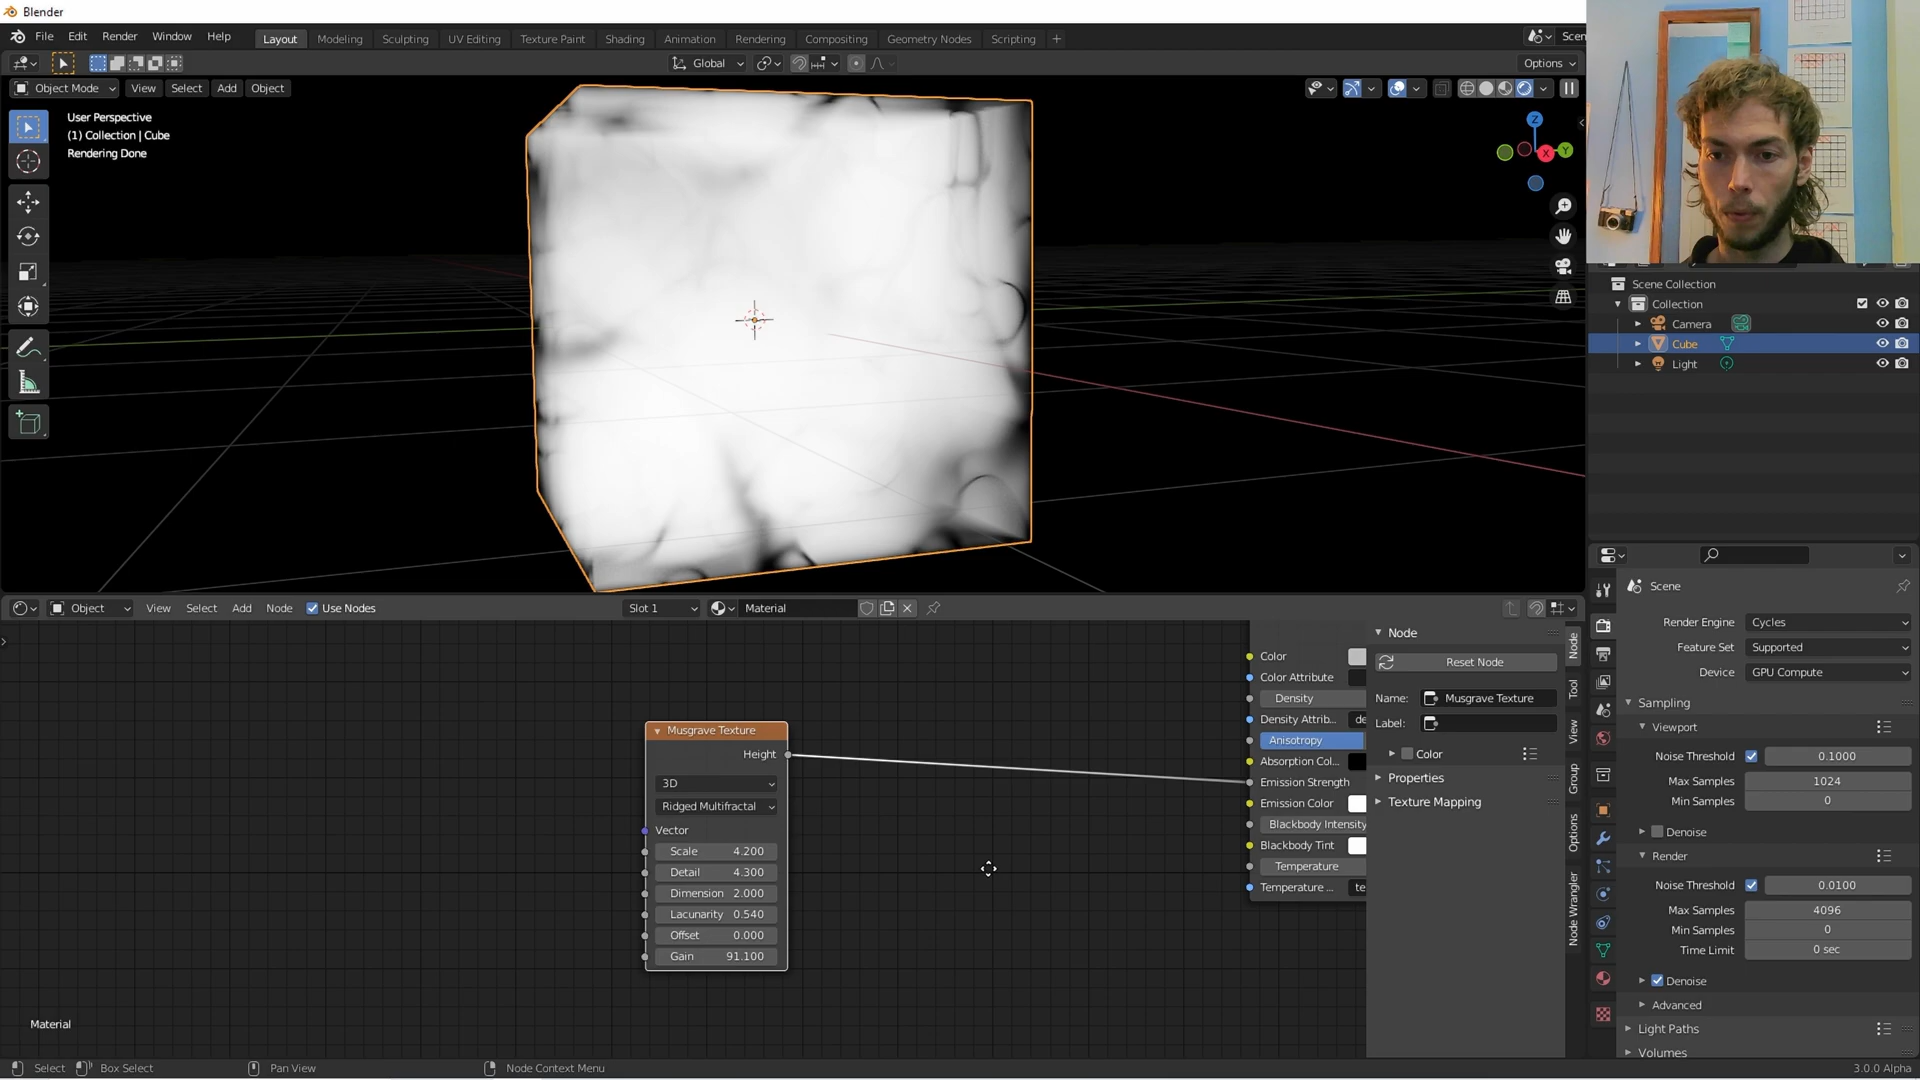 Blender
File Edit Render Window Help Layout Modeling Sculpting UV Editing Texture Paint Shading Animation Rendering Compositing Geometry Nodes Scripting + Scen
Global Options
Object Mode View Select Add Object
User Perspective
(1) Collection | Cube
Rendering Done
Z
X
Y
Scene Collection
Collection
Camera
Cube
Light
Object View Select Add Node Use Nodes Slot 1 Material
Musgrave Texture
Height
3D
Ridged Multifractal
Vector
Scale 4.200
Detail 4.300
Dimension 2.000
Lacunarity 0.540
Offset 0.000
Gain 91.100
Color
Color Attribute
Density
Density Attrib... de
Anisotropy
Absorption Col...
Emission Strength
Emission Color
Blackbody Intensity
Blackbody Tint
Temperature
Temperature ... te
Node
Reset Node
Name: Musgrave Texture
Label:
Color
Properties
Texture Mapping
Node
Tool
View
Group
Options
Node Wrangler
Scene
Render Engine Cycles
Feature Set Supported
Device GPU Compute
Sampling
Viewport
Noise Threshold 0.1000
Max Samples 1024
Min Samples 0
Denoise
Render
Noise Threshold 0.0100
Max Samples 4096
Min Samples 0
Time Limit 0 sec
Denoise
Advanced
Light Paths
Volumes
Material
Select Box Select Pan View Node Context Menu 3.0.0 Alpha